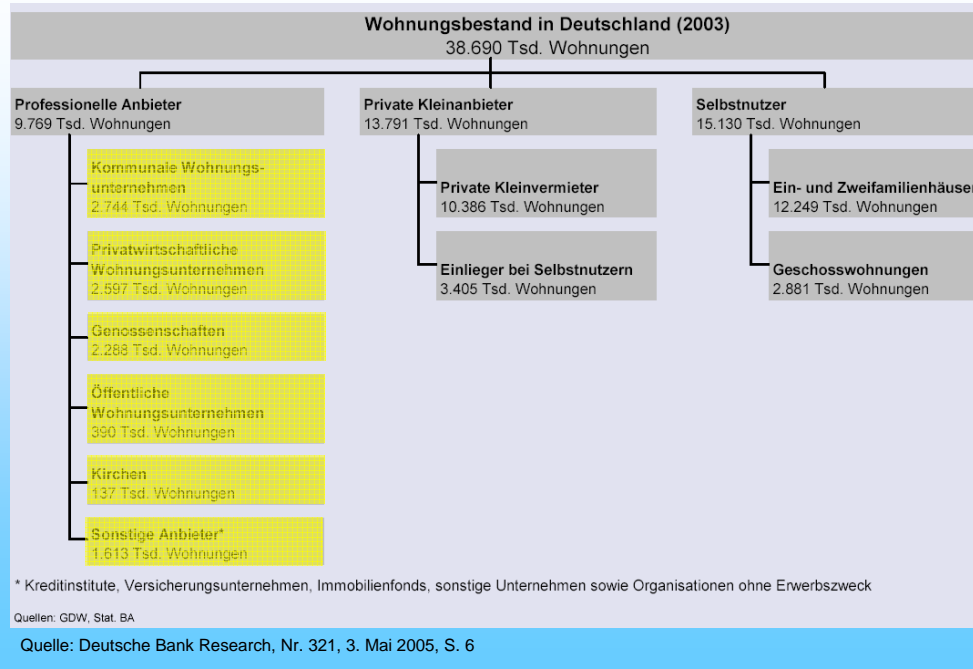 Wohnungsbestand in Deutschland (2003)
38.690 Tsd. Wohnungen
Professionelle Anbieter
9.769 Tsd. Wohnungen
Kommunale Wohnungs-
unternehmen
2.744 Tsd. Wohnungen
Privatwirtschaftliche
Wohnungsunternehmen
2.597 Tsd. Wohnungen
Genossenschaften
2.288 Tsd. Wohnungen
Öffentliche
Wohnungsunternehmen
390 Tsd. Wohnungen
Kirchen
137 Tsd. Wohnungen
Sonstige Anbieter*
1.613 Tsd. Wohnungen
Private Kleinanbieter
13.791 Tsd. Wohnungen
Private Kleinvermieter
10.386 Tsd. Wohnungen
Einlieger bei Selbstnutzern
3.405 Tsd. Wohnungen
Selbstnutzer
15.130 Tsd. Wohnungen
Ein- und Zweifamilienhäuser
12.249 Tsd. Wohnungen
Geschosswohnungen
2.881 Tsd. Wohnungen
* Kreditinstitute, Versicherungsunternehmen, Immobilienfonds, sonstige Unternehmen sowie Organisationen ohne Erwerbszweck
Quellen: GDW, Stat. BA
Quelle: Deutsche Bank Research, Nr. 321, 3. Mai 2005, S. 6